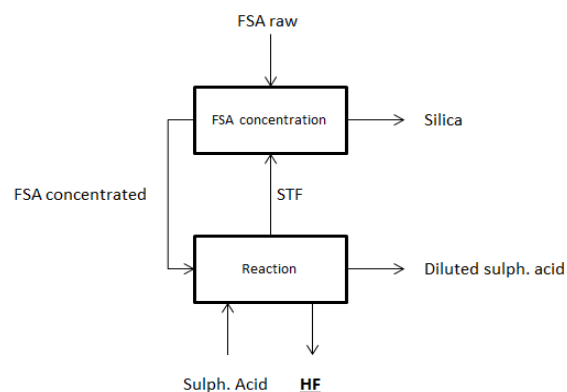 FSA raw
FSA concentration
Silica
FSA concentrated
STF
Reaction
Diluted sulph. acid
Sulph. Acid
HF